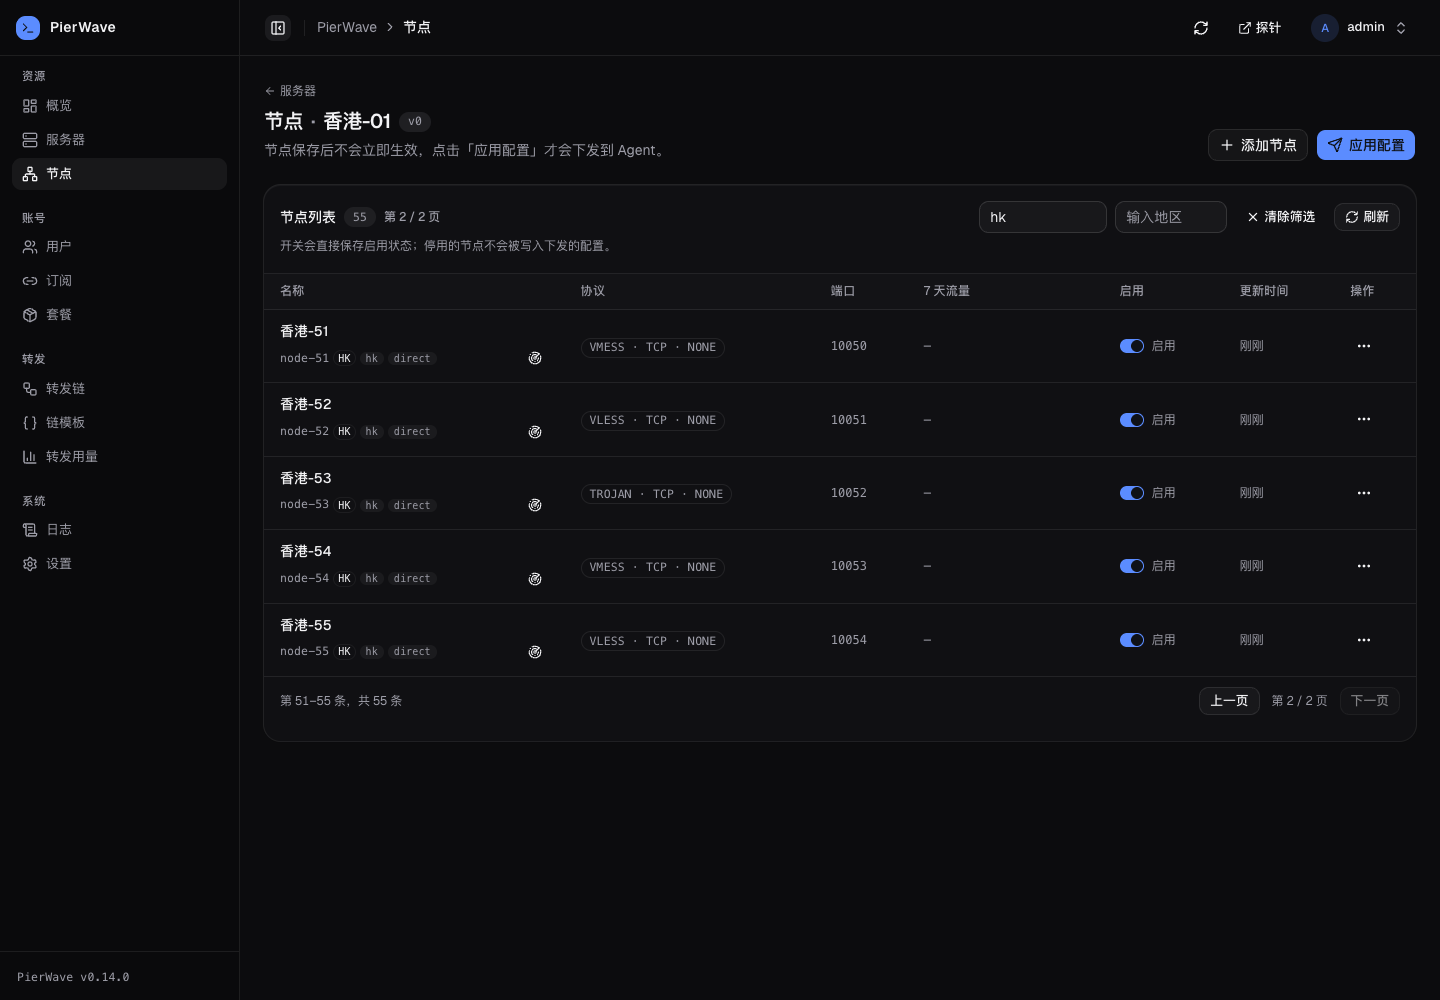 PierWave
PierWave > 节点
探针
A admin
资源
概览
服务器
节点
账号
用户
订阅
套餐
转发
转发链
链模板
转发用量
系统
日志
设置
PierWave v0.14.0
← 服务器
节点 · 香港-01 v0
节点保存后不会立即生效，点击「应用配置」才会下发到 Agent。
添加节点 应用配置
节点列表 55 第 2 / 2 页
hk 输入地区 清除筛选 刷新
开关会直接保存启用状态；停用的节点不会被写入下发的配置。
名称 协议 端口 7 天流量 启用 更新时间 操作
香港-51
node-51 HK hk direct VMESS · TCP · NONE 10050 — 启用 刚刚
香港-52
node-52 HK hk direct VLESS · TCP · NONE 10051 — 启用 刚刚
香港-53
node-53 HK hk direct TROJAN · TCP · NONE 10052 — 启用 刚刚
香港-54
node-54 HK hk direct VMESS · TCP · NONE 10053 — 启用 刚刚
香港-55
node-55 HK hk direct VLESS · TCP · NONE 10054 — 启用 刚刚
第 51–55 条，共 55 条
上一页 第 2 / 2 页 下一页